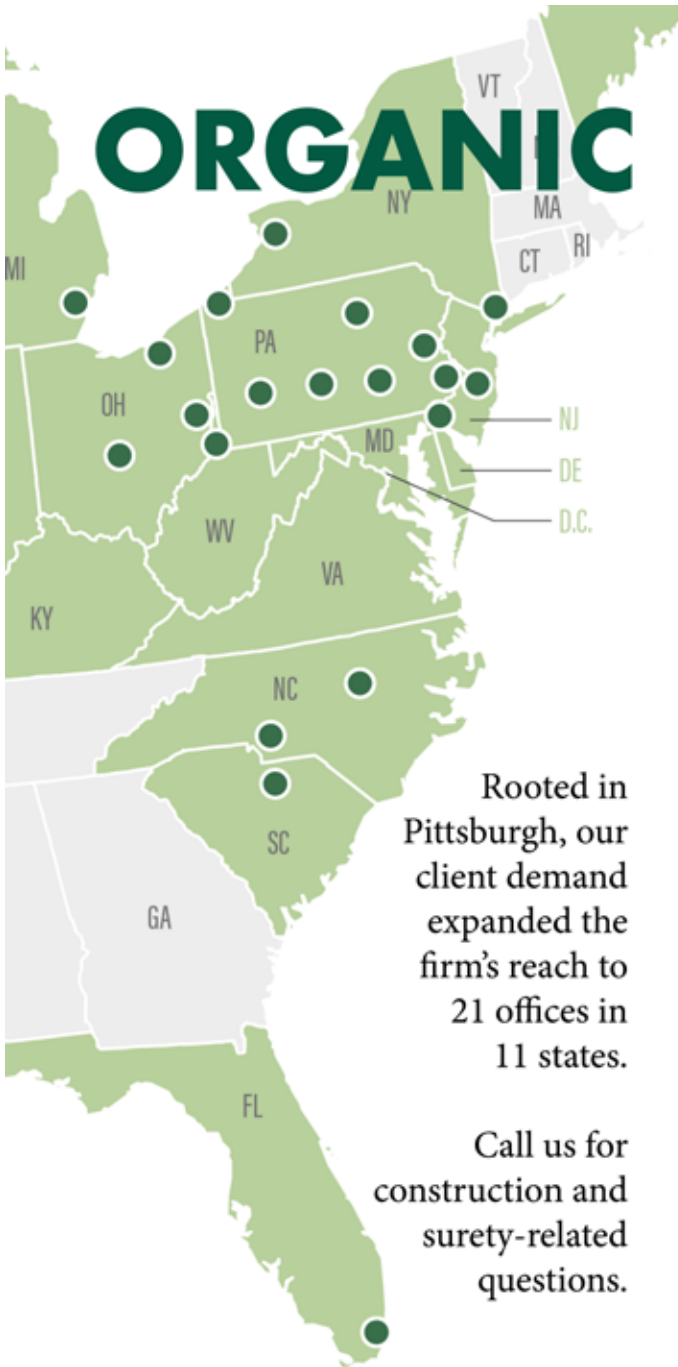 VT
ORGANIC
NY
MA
CT
RI
MI
PA
OH
NJ
MD
DE
D.C.
WV
VA
KY
NC
SC
GA
FL
Rooted in
Pittsburgh, our
client demand
expanded the
firm's reach to
21 offices in
11 states.
Call us for
construction and
surety-related
questions.